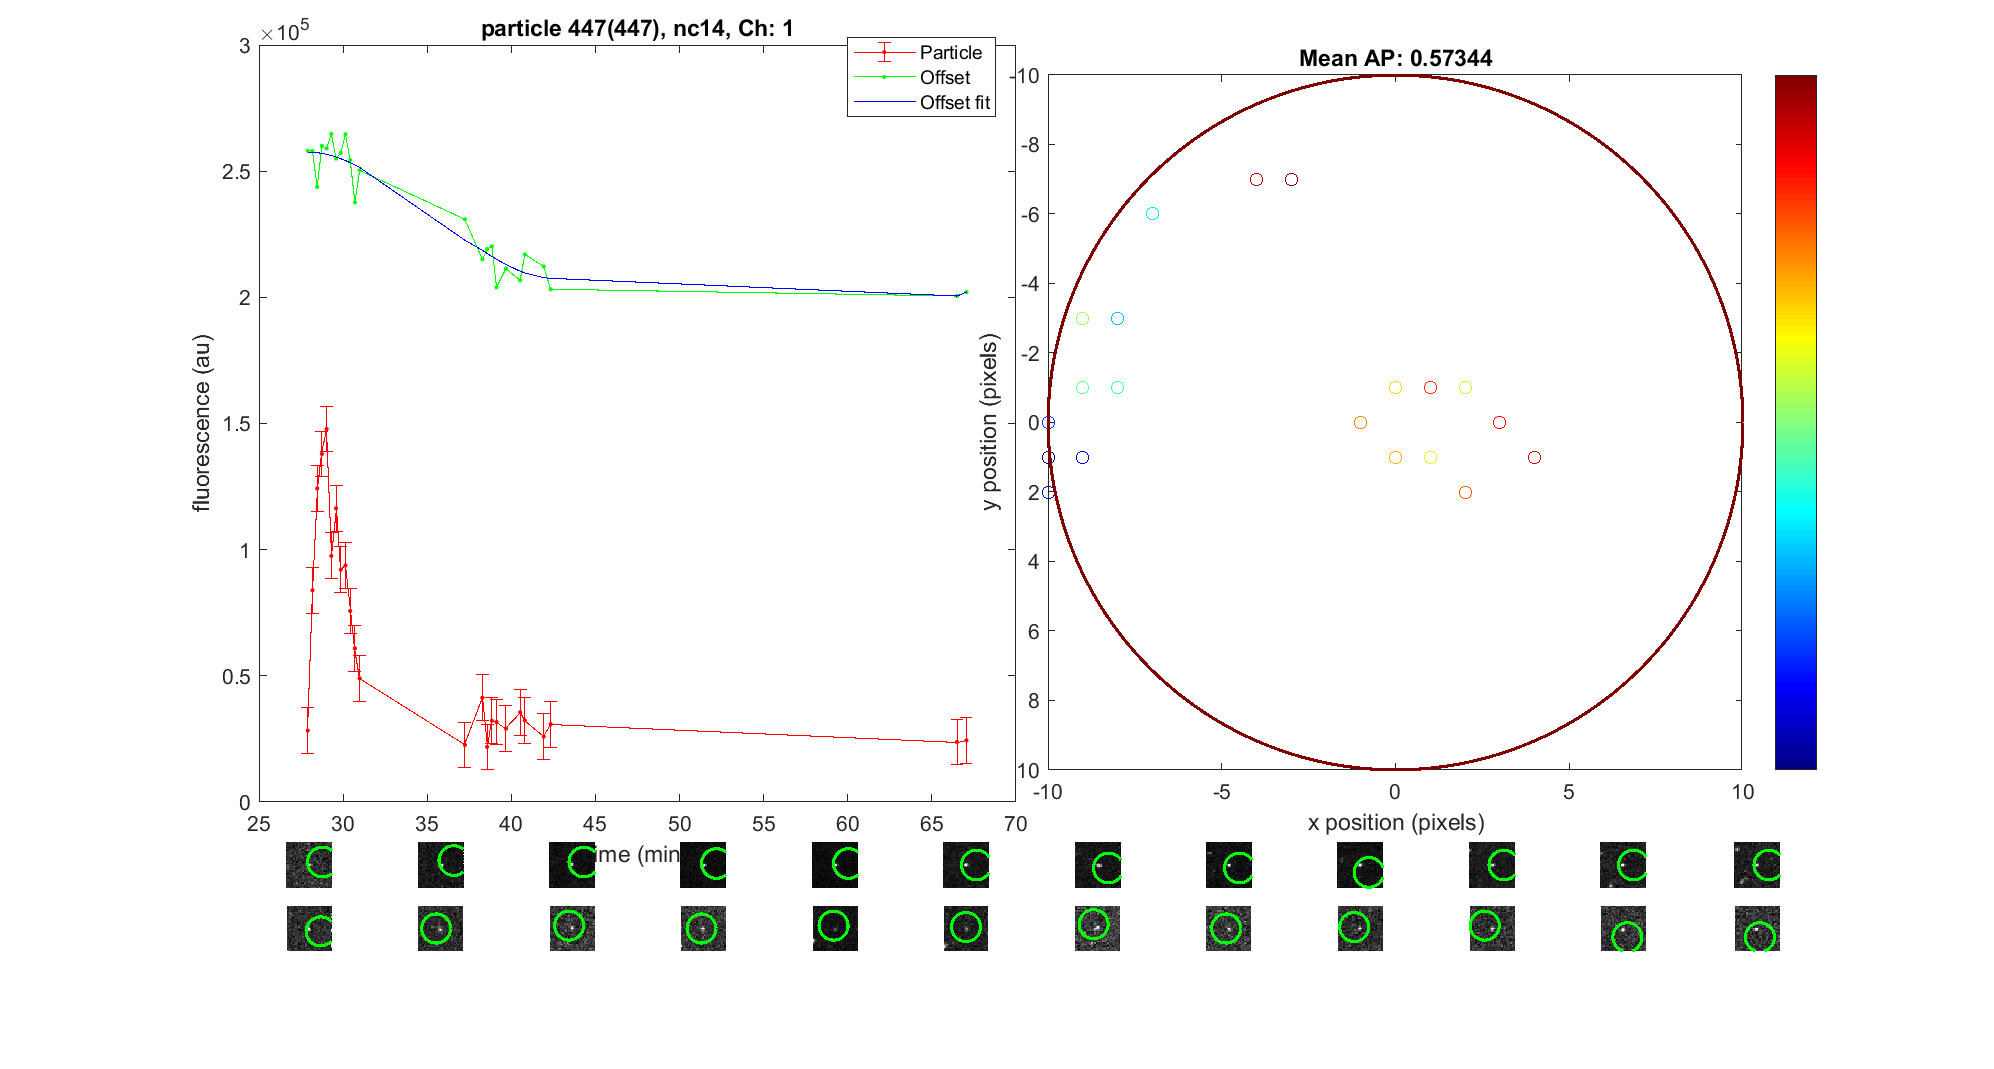 particle 447(447), nc14, Ch: 1
×10^5
3
2.5
2
1.5
1
0.5
0
25 30 35 40 45 50 55 60 65 70
fluorescence (au)
ime (min
Particle
Offset
Offset fit
Mean AP: 0.57344
-10
-8
-6
-4
-2
0
2
4
6
8
10
-10 -5 0 5 10
y position (pixels)
x position (pixels)